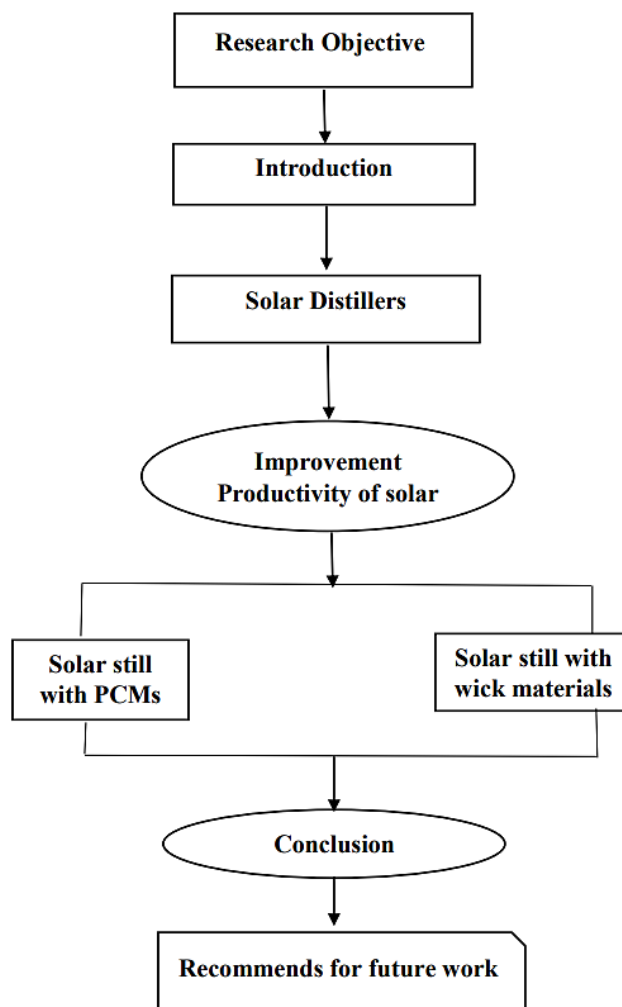 Research Objective
Introduction
Solar Distillers
Improvement
Productivity of solar
Solar still
with PCMs
Solar still with
wick materials
Conclusion
Recommends for future work